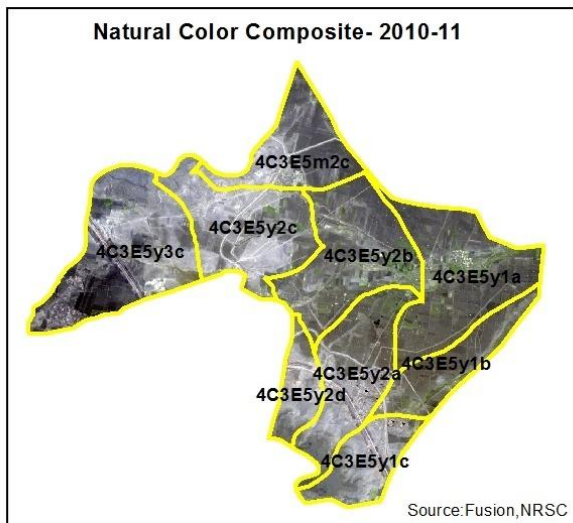 Natural Color Composite- 2010-11
4C3E5m2c
4C3E5y2c
4C3E5y3c
4C3E5y2b
4C3E5y1a
4C3E5y1b
4C3E5y2a
4C3E5y2d
4C3E5y1c
Source:Fusion,NRSC